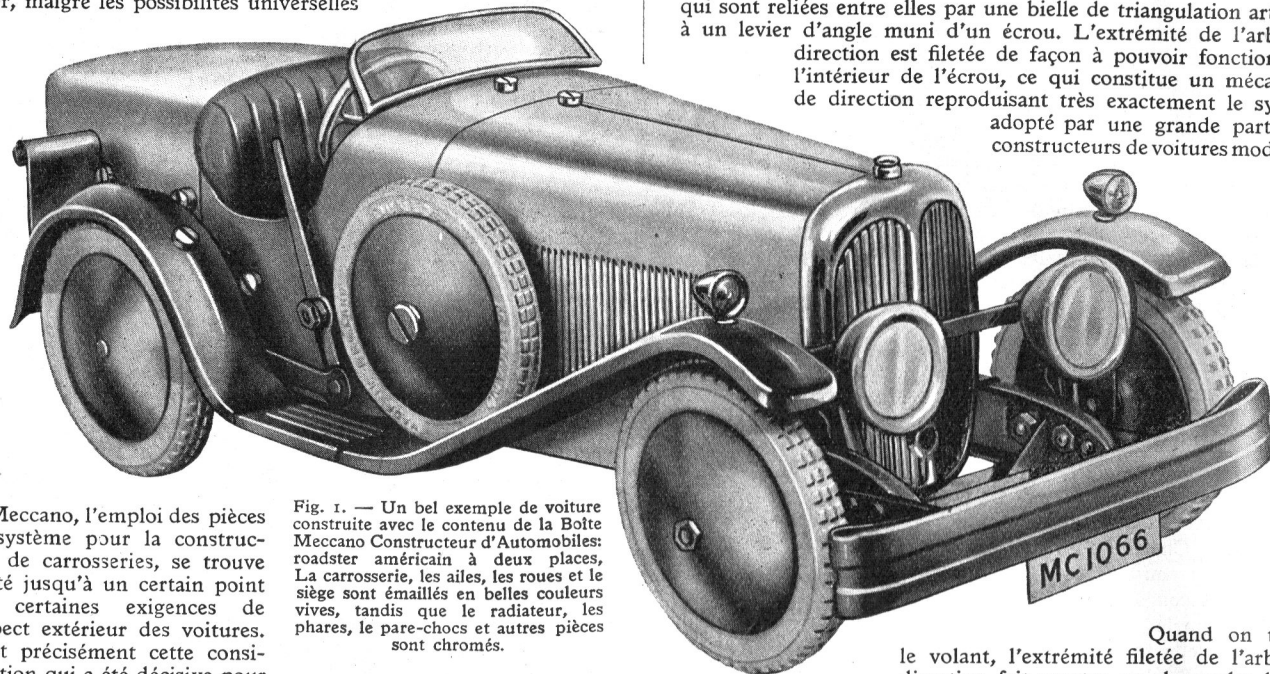 r, malgré les possibilités universelles
Meccano, l'emploi des pièces
système pour la construc-
de carrosseries, se trouve
té jusqu'à un certain point
certaines exigences de
pect extérieur des voitures.
t précisément cette consi-
tion qui a été décisive pour
Fig. 1. — Un bel exemple de voiture
construite avec le contenu de la Boîte
Meccano Constructeur d'Automobiles:
roadster américain à deux places,
La carrosserie, les ailes, les roues et le
siège sont émaillés en belles couleurs
vives, tandis que le radiateur, les
phares, le pare-chocs et autres pièces
sont chromés.
qui sont reliées entre elles par une bielle de triangulation art
à un levier d'angle muni d'un écrou. L'extrémité de l'arb
direction est filetée de façon à pouvoir fonction
l'intérieur de l'écrou, ce qui constitue un méca
de direction reproduisant très exactement le sy
adopté par une grande part
constructeurs de voitures mod
MC1066
Quand on t
le volant, l'extrémité filetée de l'arb